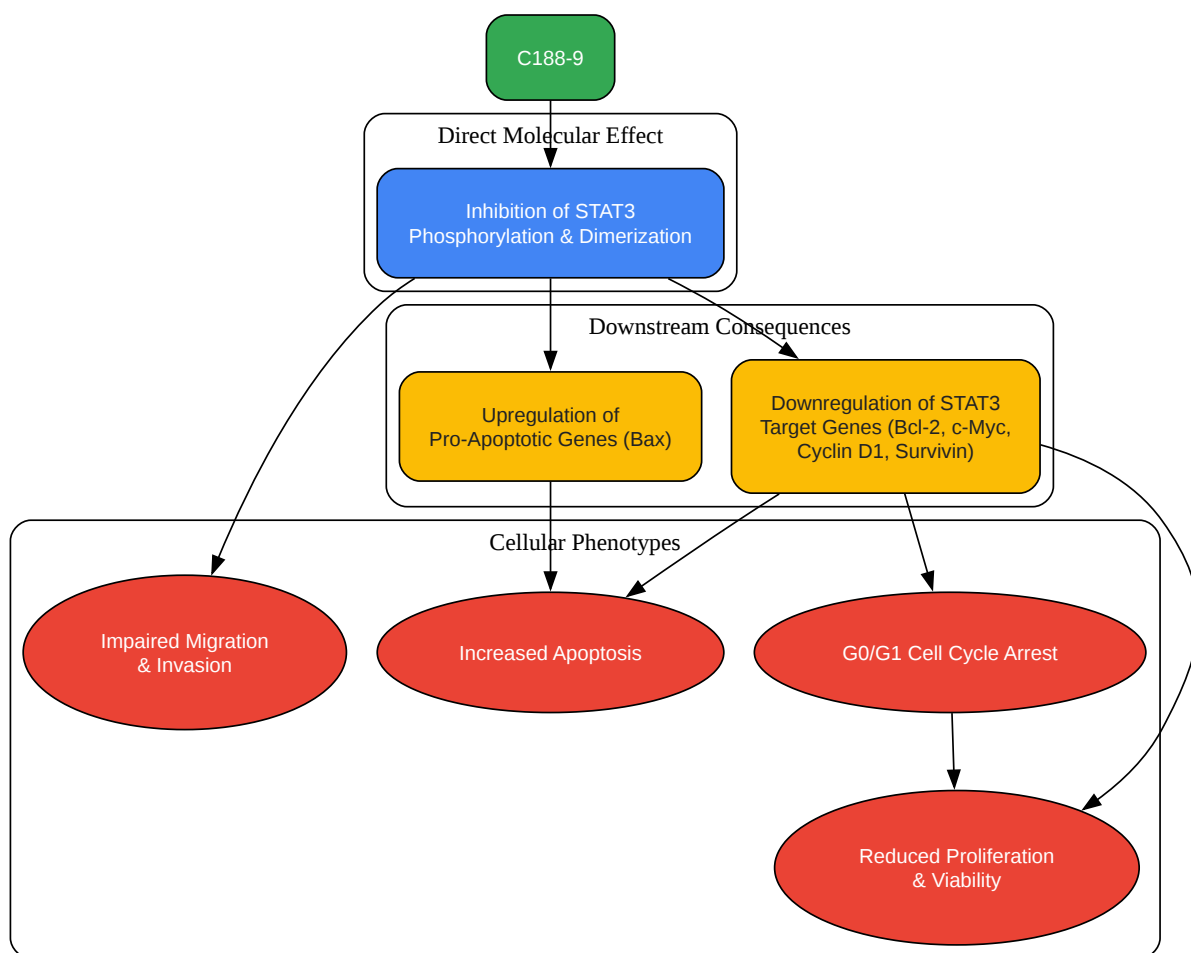 C188-9
Direct Molecular Effect
Inhibition of STAT3
Phosphorylation & Dimerization
Downstream Consequences
Upregulation of
Pro-Apoptotic Genes (Bax)
Downregulation of STAT3
Target Genes (Bcl-2, c-Myc,
Cyclin D1, Survivin)
Cellular Phenotypes
Impaired Migration
& Invasion
Increased Apoptosis
G0/G1 Cell Cycle Arrest
Reduced Proliferation
& Viability